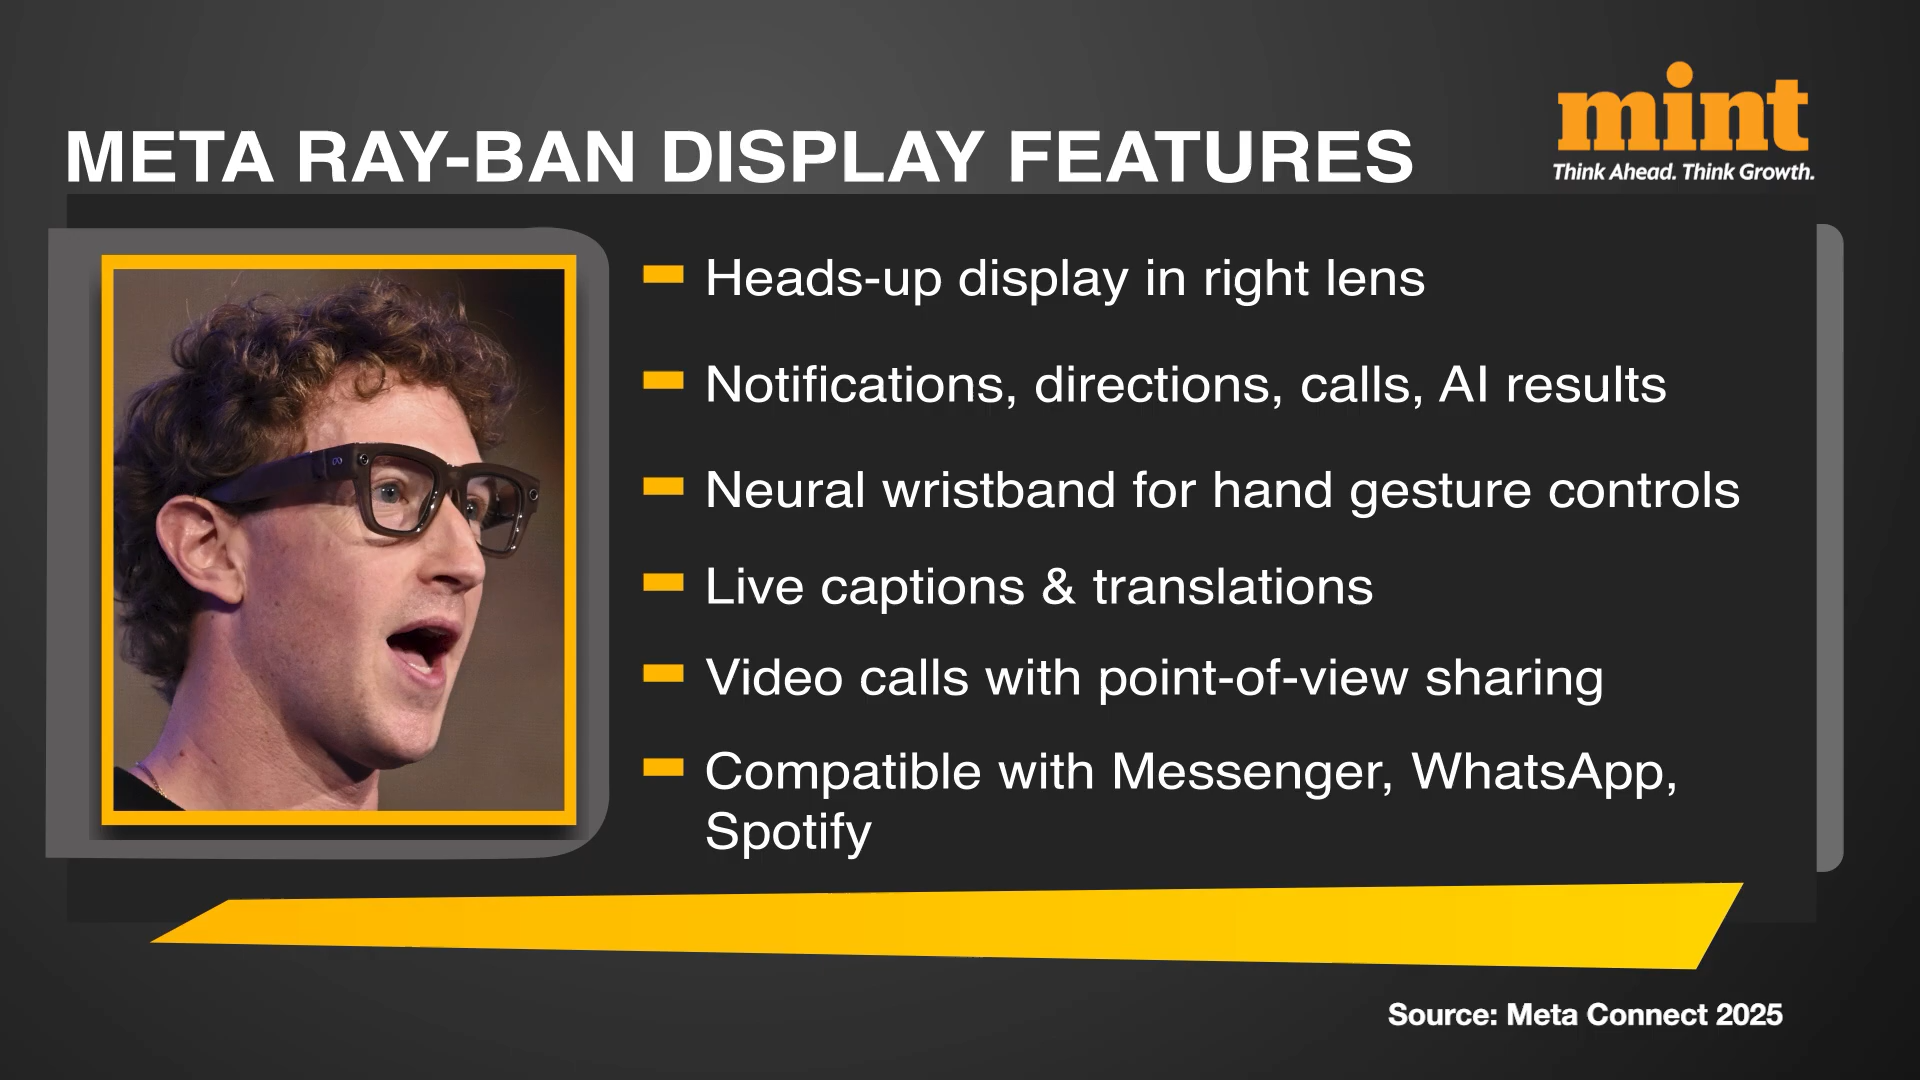 META RAY-BAN DISPLAY FEATURES
mint
Think Ahead. Think Growth.
Heads-up display in right lens
Notifications, directions, calls, AI results
Neural wristband for hand gesture controls
Live captions & translations
Video calls with point-of-view sharing
Compatible with Messenger, WhatsApp,
Spotify
Source: Meta Connect 2025